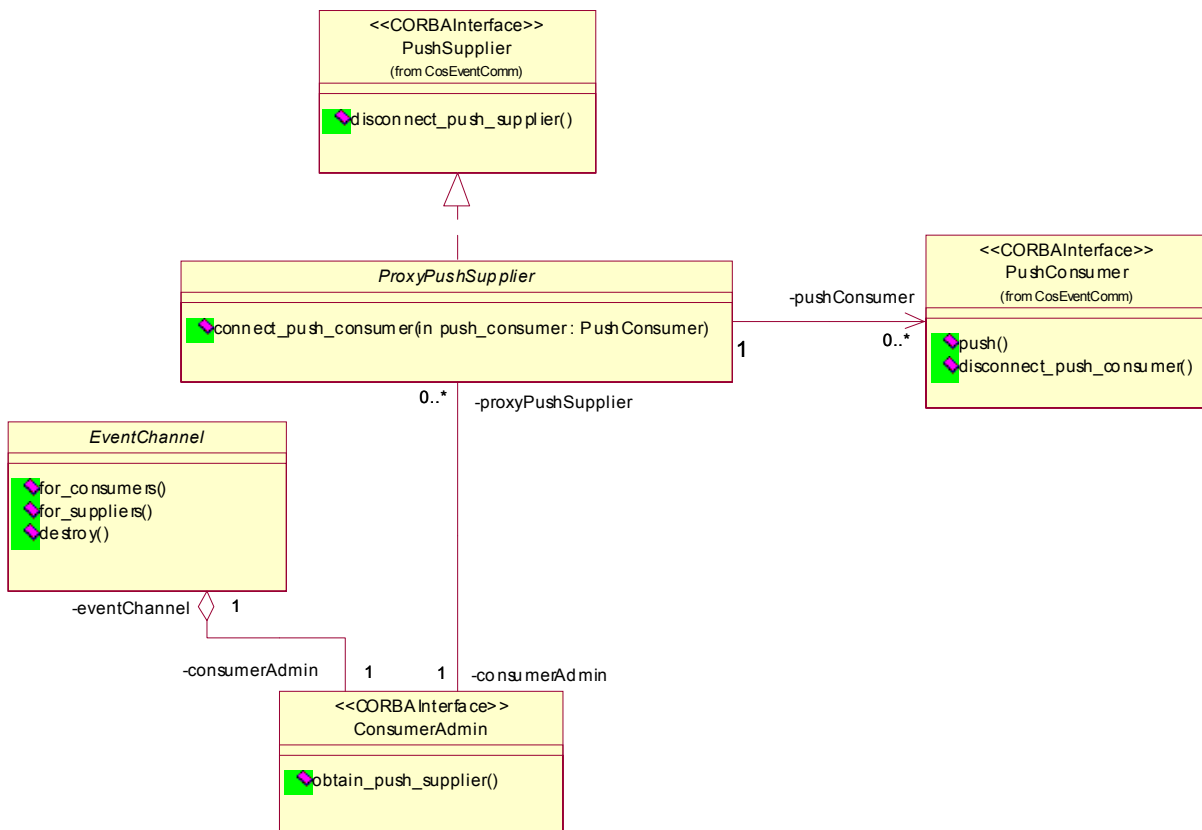 <<CORBAInterface>>
PushSupplier
(from CosEventComm)
disconnect_push_supplier()
ProxyPushSupplier
connect_push_consumer(in push_consumer : PushConsumer)
<<CORBAInterface>>
PushConsumer
(from CosEventComm)
push()
disconnect_push_consumer()
-pushConsumer
1
0..*
0..*
-proxyPushSupplier
EventChannel
for_consumers()
for_suppliers()
destroy()
-eventChannel
1
-consumerAdmin
1
1
-consumerAdmin
<<CORBAInterface>>
ConsumerAdmin
obtain_push_supplier()